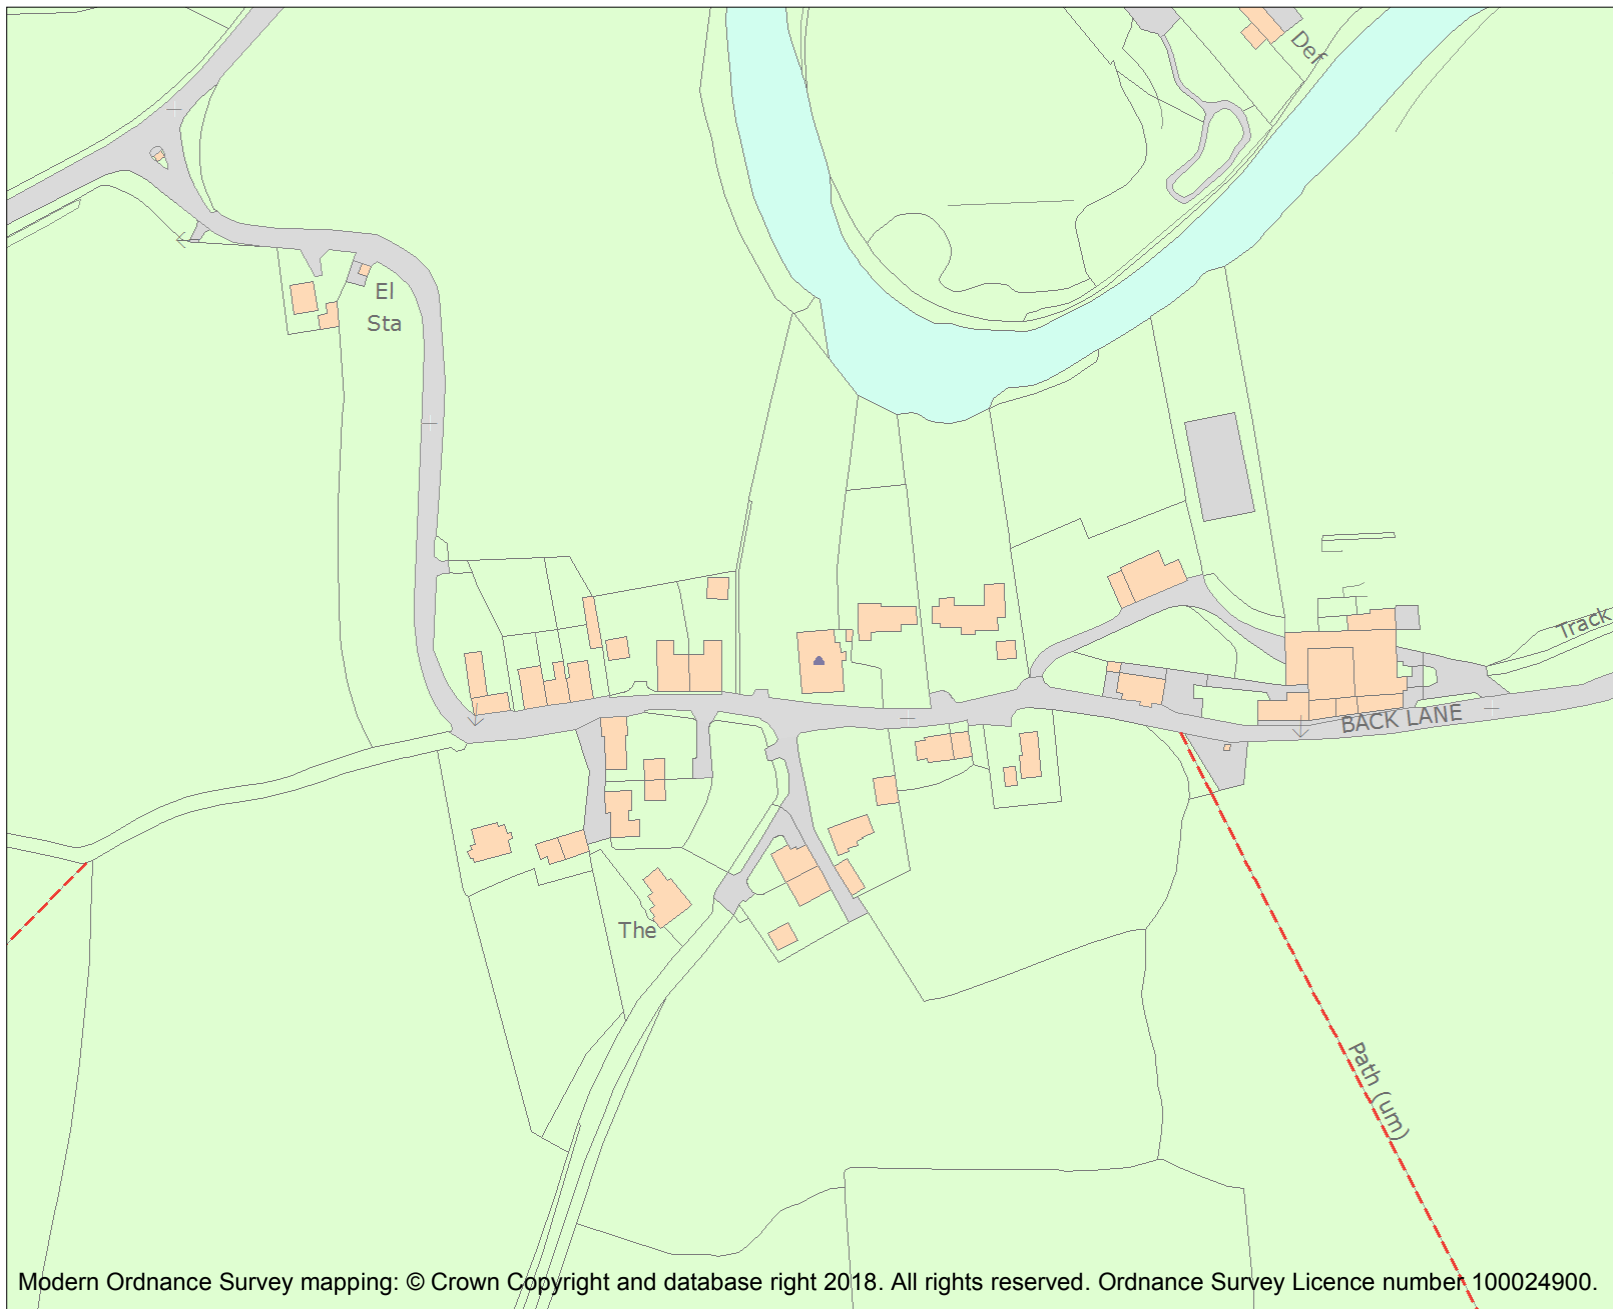 Def
El
Sta
Track
BACK LANE
The
Path (um)
Modern Ordnance Survey mapping: © Crown Copyright and database right 2018. All rights reserved. Ordnance Survey Licence number 100024900.